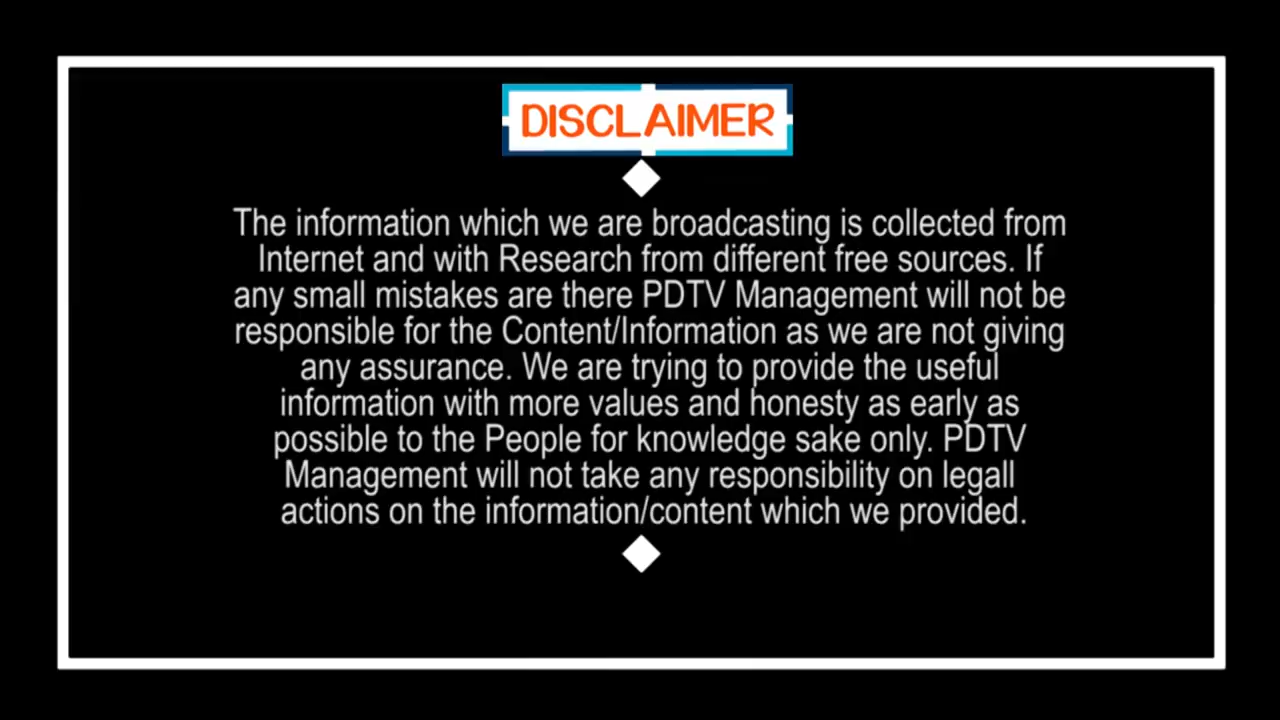 DISCLAIMER
The information which we are broadcasting is collected from
Internet and with Research from different free sources. If
any small mistakes are there PDTV Management will not be
responsible for the Content/Information as we are not giving
any assurance. We are trying to provide the useful
information with more values and honesty as early as
possible to the People for knowledge sake only. PDTV
Management will not take any responsibility on legall
actions on the information/content which we provided.